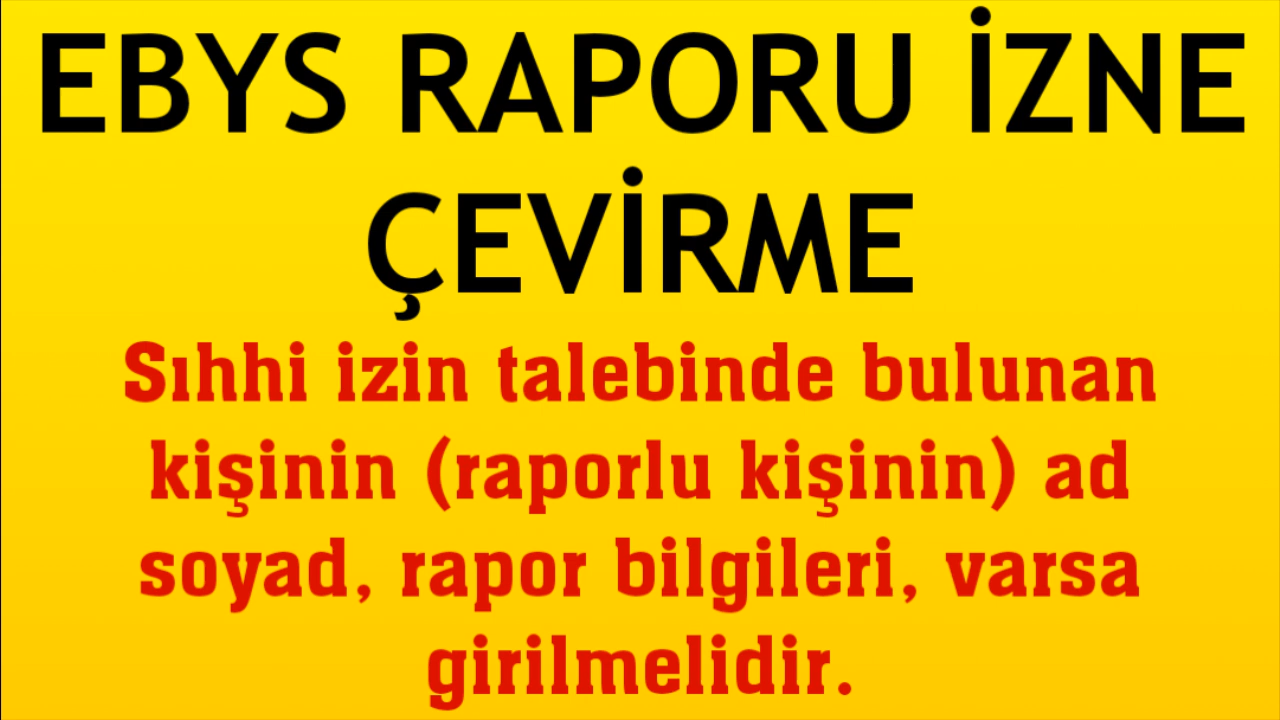 EBYS RAPORU İZNE
ÇEVİRME
Sıhhi izin talebinde bulunan
kişinin (raporlu kişinin) ad
soyad, rapor bilgileri, varsa
girilmelidir.